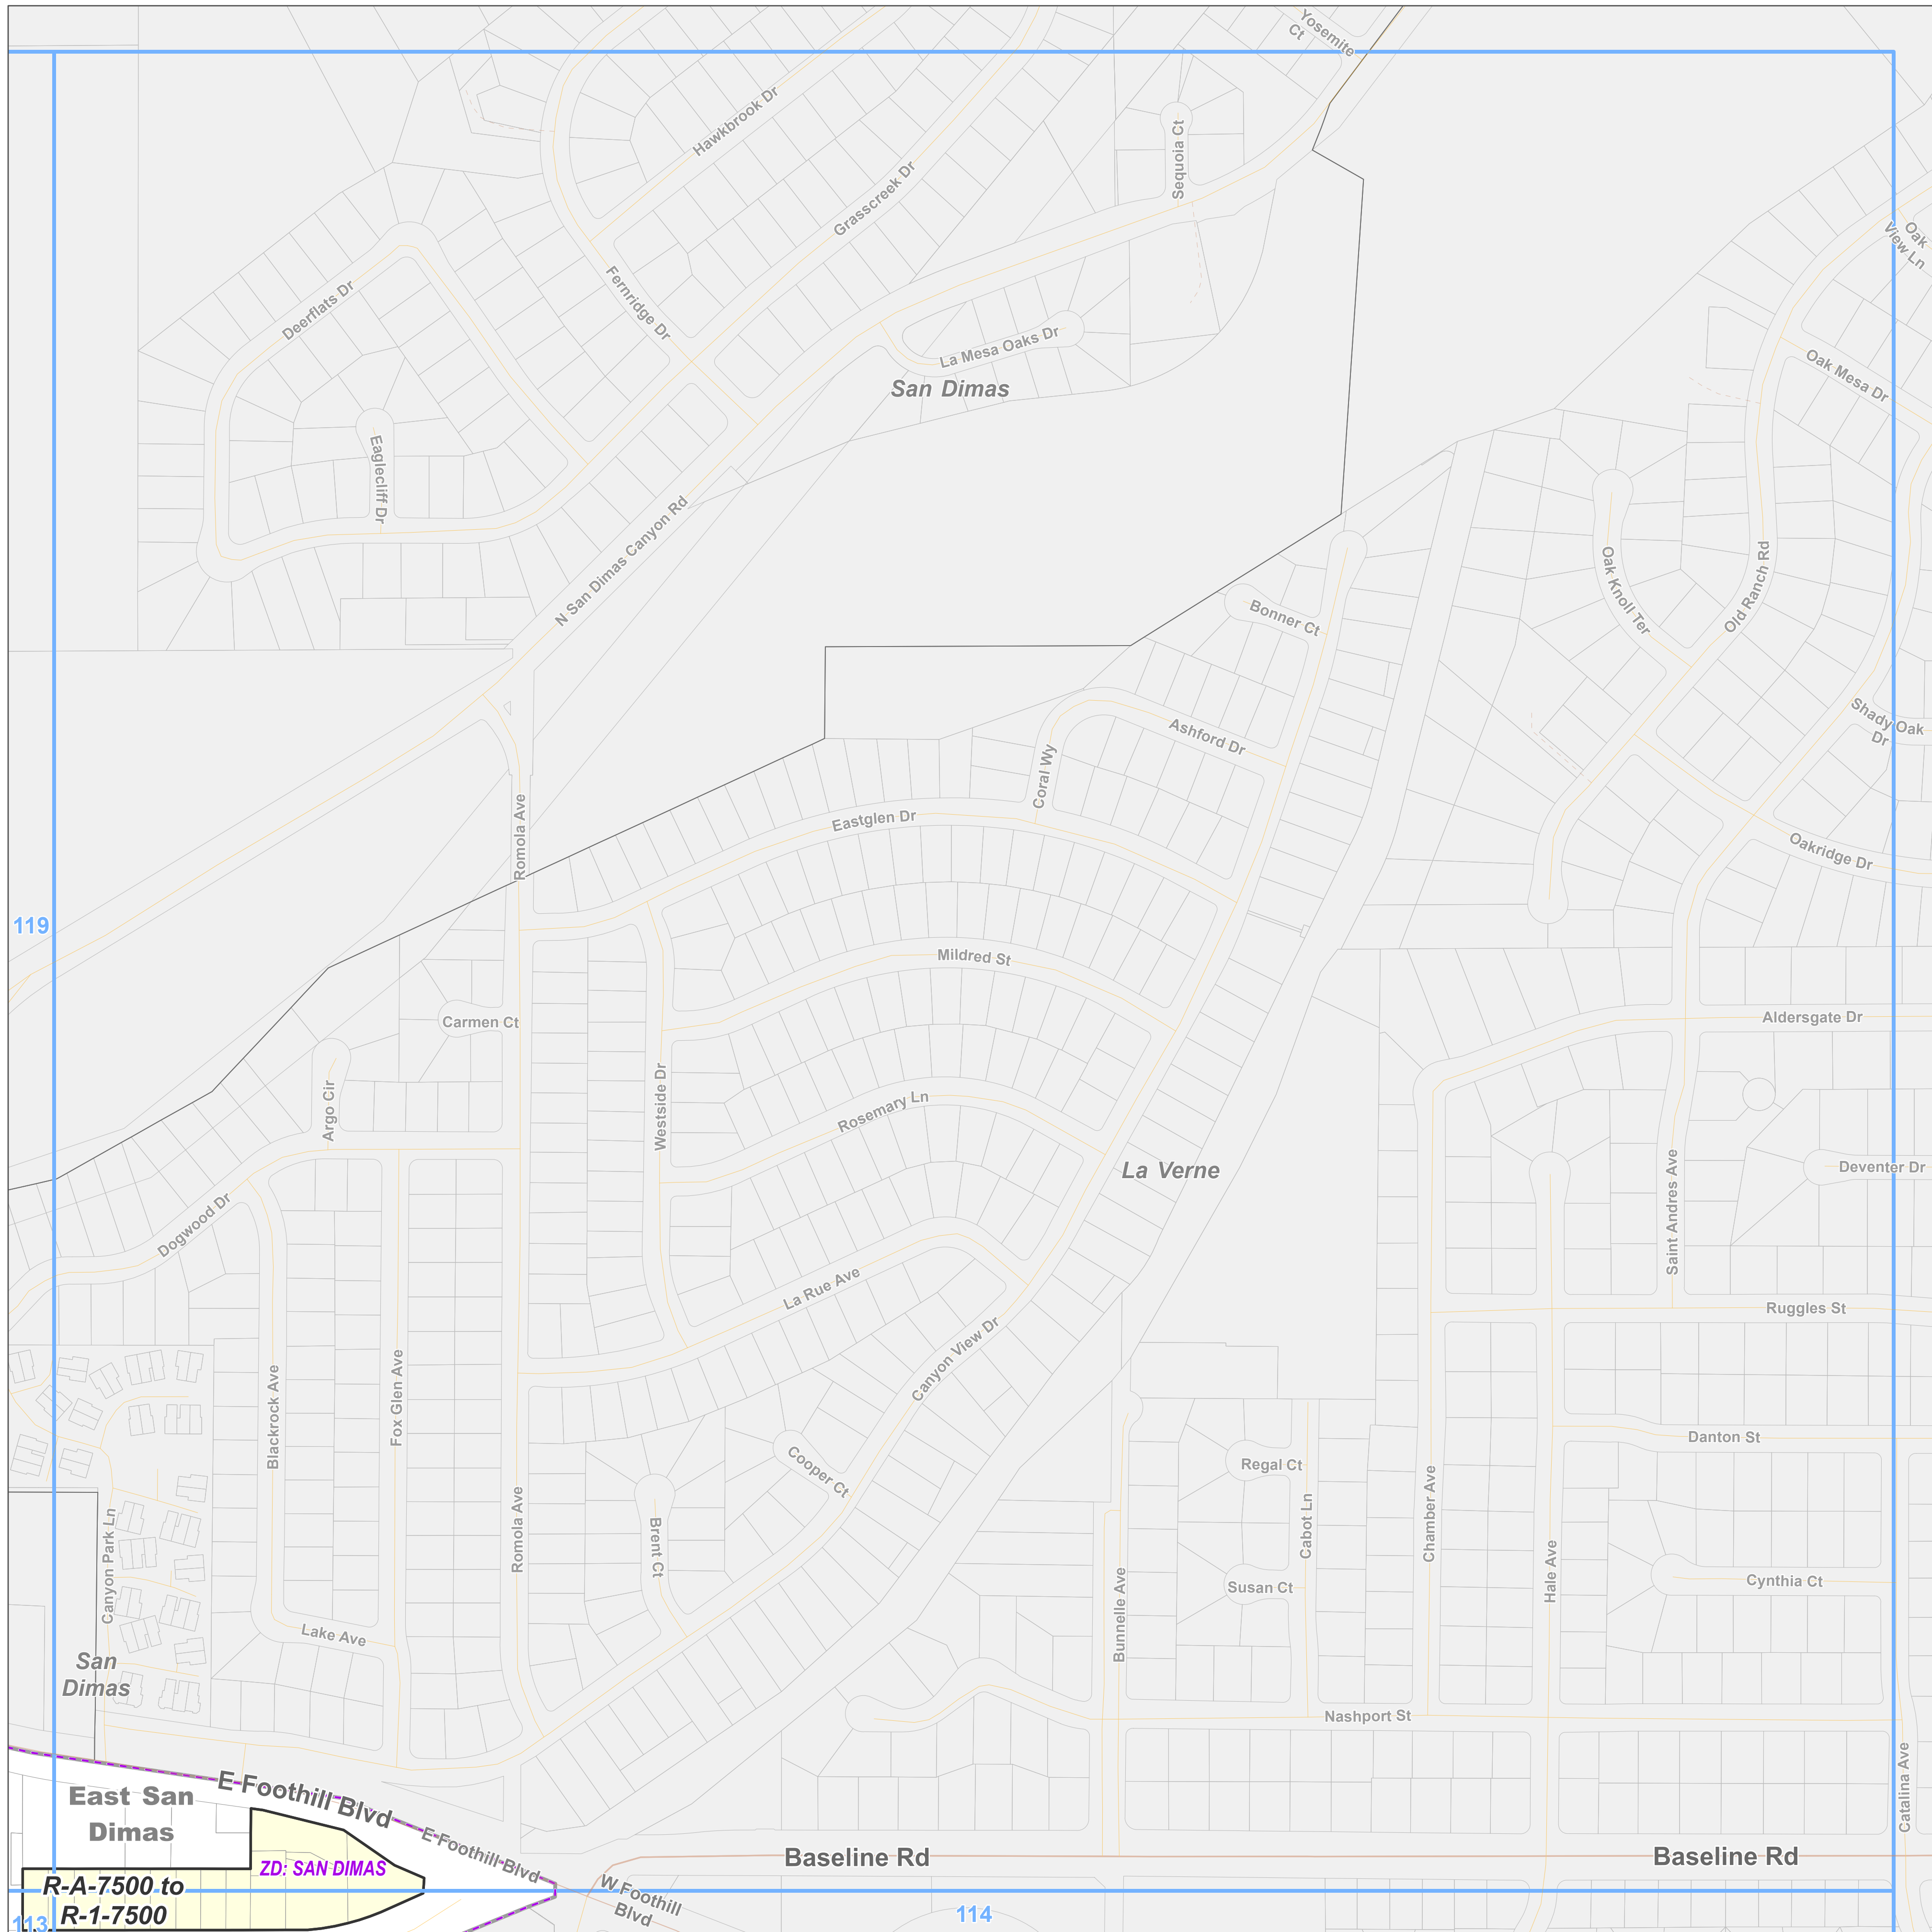 Yosemite
Ct
Hawkbrook Dr
Sequoia Ct
Grasscreek Dr
Oak
View Ln
Fernridge Dr
Deerflats Dr
La Mesa Oaks Dr
Oak Mesa Dr
San Dimas
Eaglecliff Dr
N San Dimas Canyon Rd
Oak Knoll Ter
Old Ranch Rd
Bonner Ct
Shady Oak
Dr
Ashford Dr
Coral Wy
Eastglen Dr
Romola Ave
Oakridge Dr
119
Mildred St
Carmen Ct
Aldersgate Dr
Argo Cir
Westside Dr
Rosemary Ln
La Verne
Deventer Dr
Saint Andres Ave
Dogwood Dr
La Rue Ave
Ruggles St
Canyon View Dr
Blackrock Ave
Fox Glen Ave
Danton St
Regal Ct
Cooper Ct
Romola Ave
Brent Ct
Cabot Ln
Chamber Ave
Hale Ave
Canyon Park Ln
Susan Ct
Cynthia Ct
Bunnelle Ave
Lake Ave
San
Dimas
Nashport St
Catalina Ave
East San
Dimas
E Foothill Blvd
E Foothill Blvd
Baseline Rd
Baseline Rd
ZD: SAN DIMAS
R-A-7500 to
R-1-7500
W Foothill
Blvd
113
114